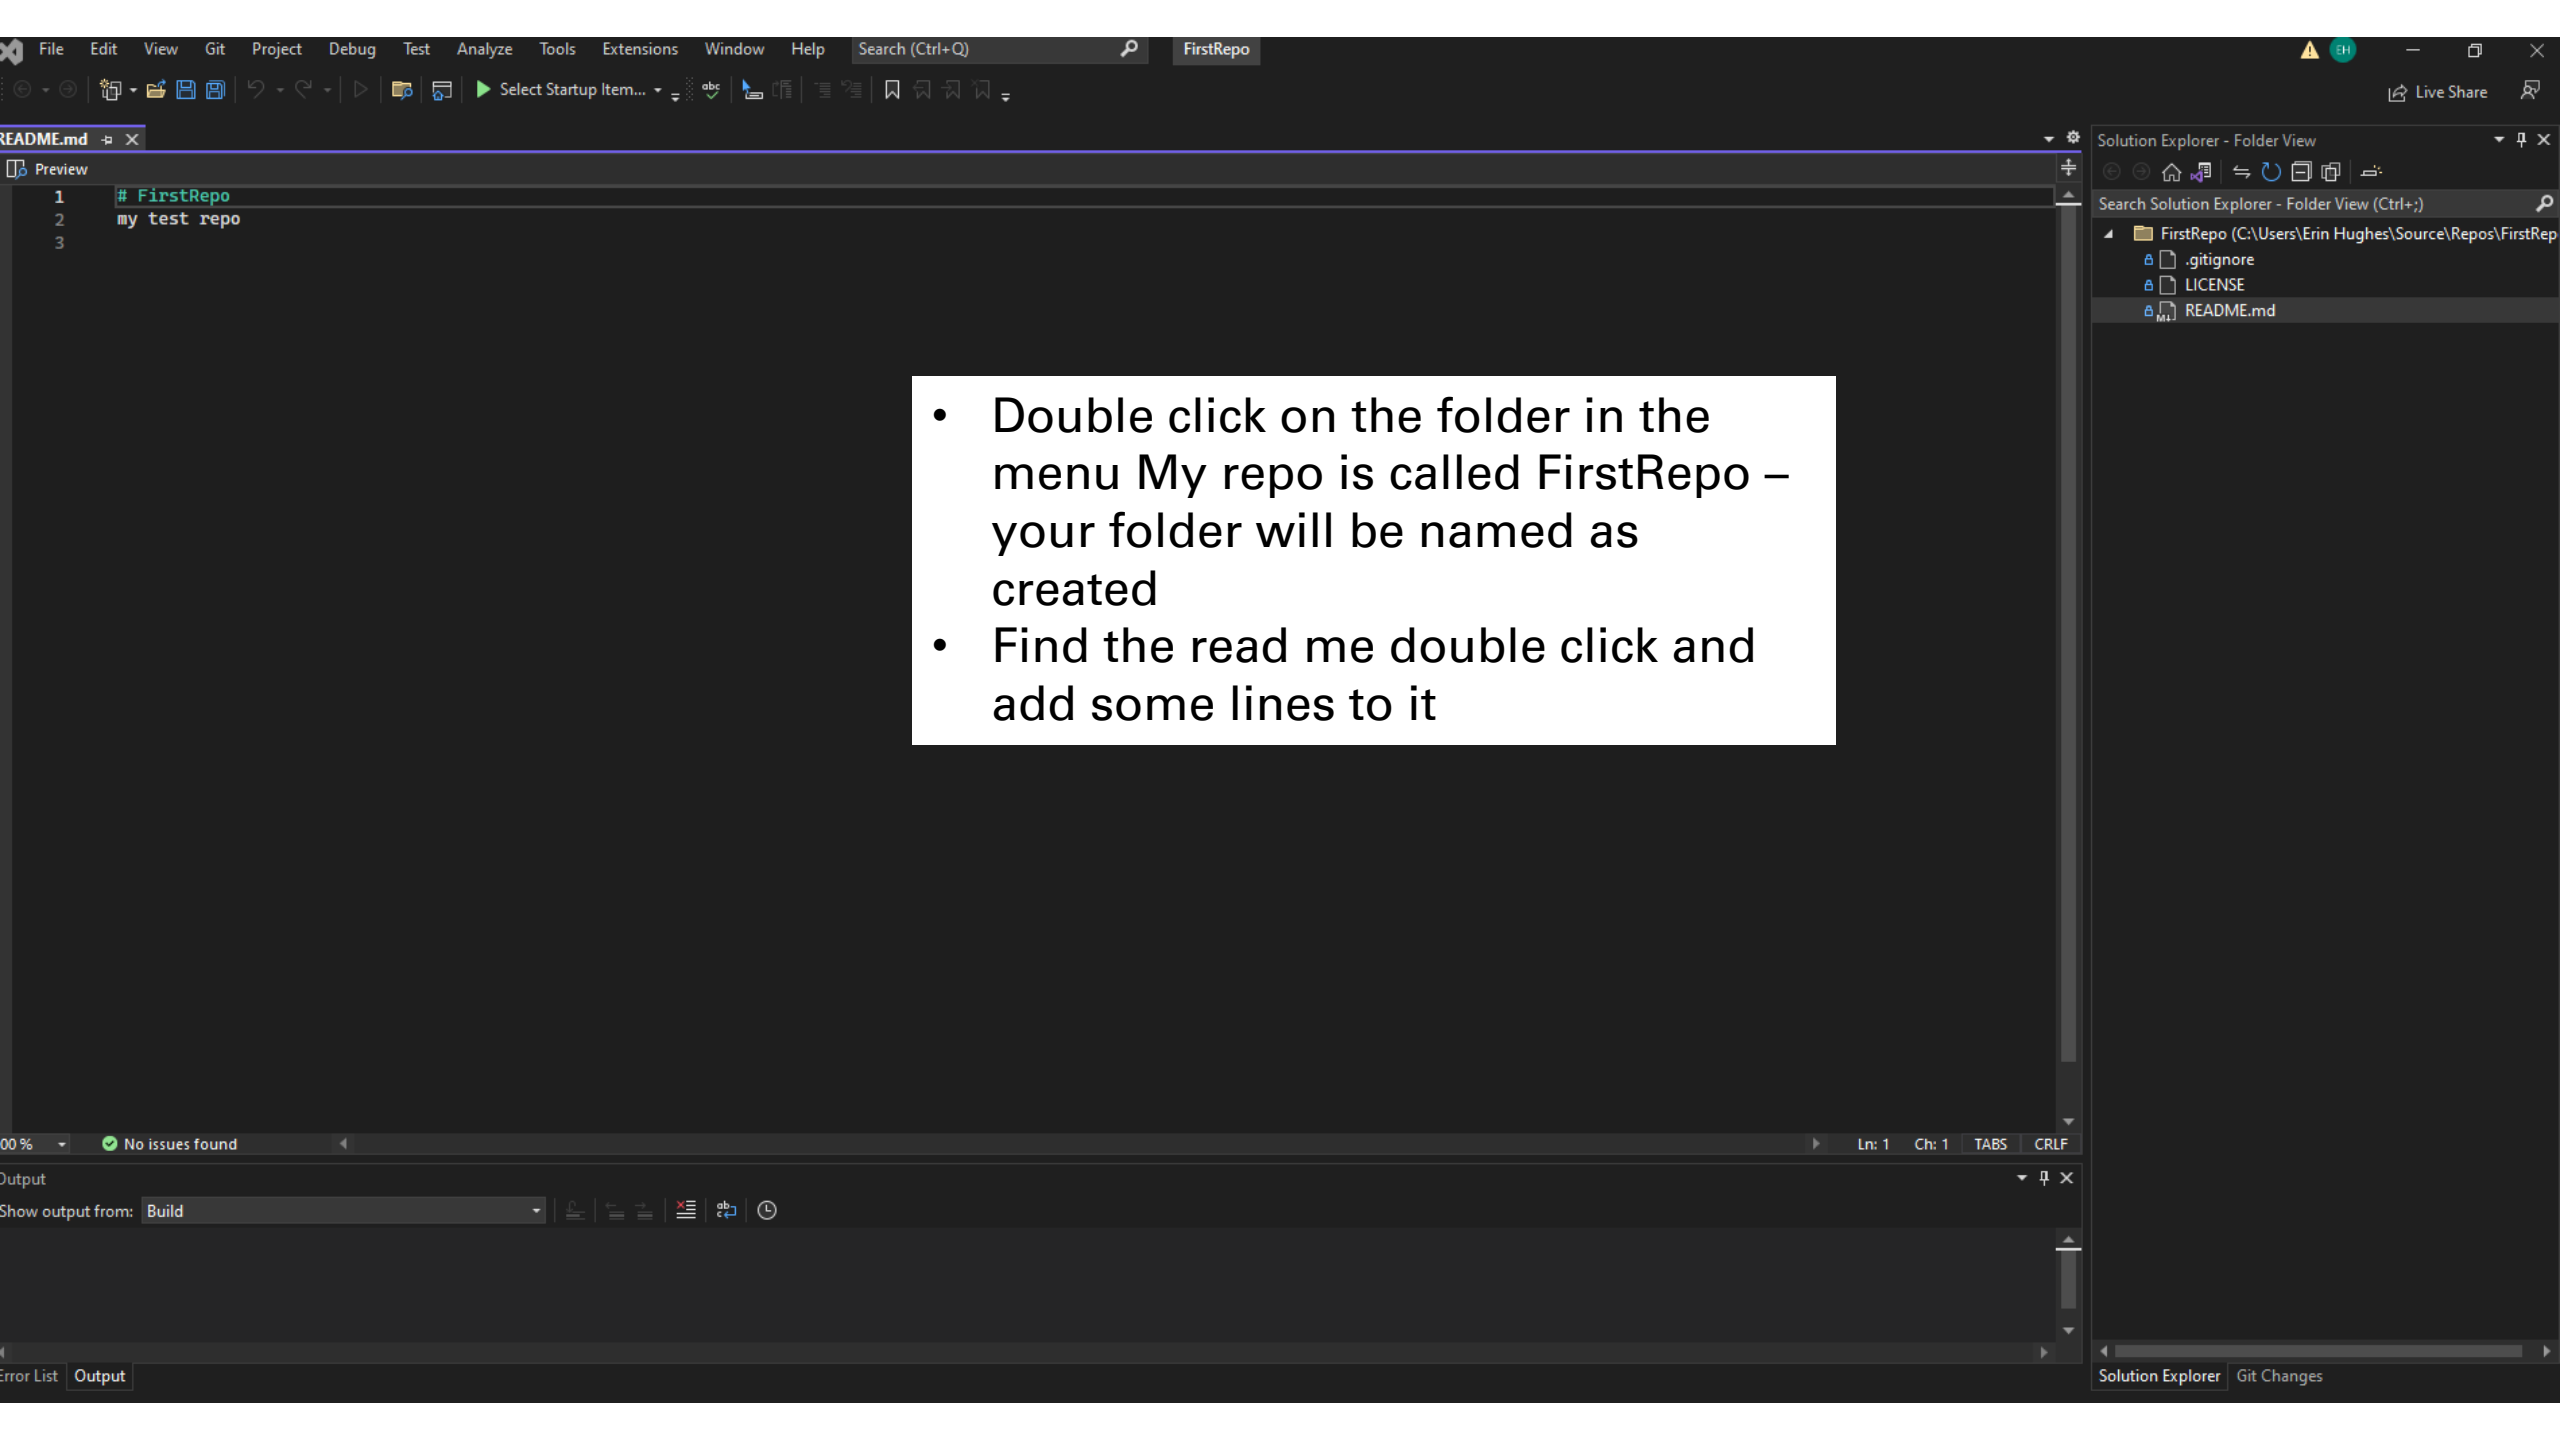 File Edit View Git Project Debug Test Analyze Tools Extensions Window Help Search (Ctrl+Q) FirstRepo EH
Select Startup Item... abc Live Share
README.md
Preview
1 # FirstRepo
2 my test repo
3
Solution Explorer - Folder View
Search Solution Explorer - Folder View (Ctrl+;)
FirstRepo (C:\Users\Erin Hughes\Source\Repos\FirstRep
.gitignore
LICENSE
README.md
• Double click on the folder in the
menu My repo is called FirstRepo –
your folder will be named as
created
• Find the read me double click and
add some lines to it
00 % No issues found Ln: 1 Ch: 1 TABS CRLF
Output
Show output from: Build
Error List Output
Solution Explorer Git Changes